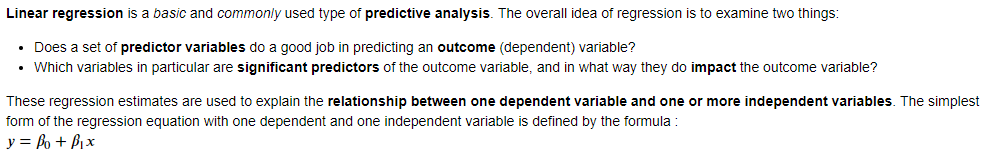 Linear regression is a basic and commonly used type of predictive analysis. The overall idea of regression is to examine two things:
• Does a set of predictor variables do a good job in predicting an outcome (dependent) variable?
• Which variables in particular are significant predictors of the outcome variable, and in what way they do impact the outcome variable?
These regression estimates are used to explain the relationship between one dependent variable and one or more independent variables. The simplest
form of the regression equation with one dependent and one independent variable is defined by the formula :
y = β₀ + β₁x